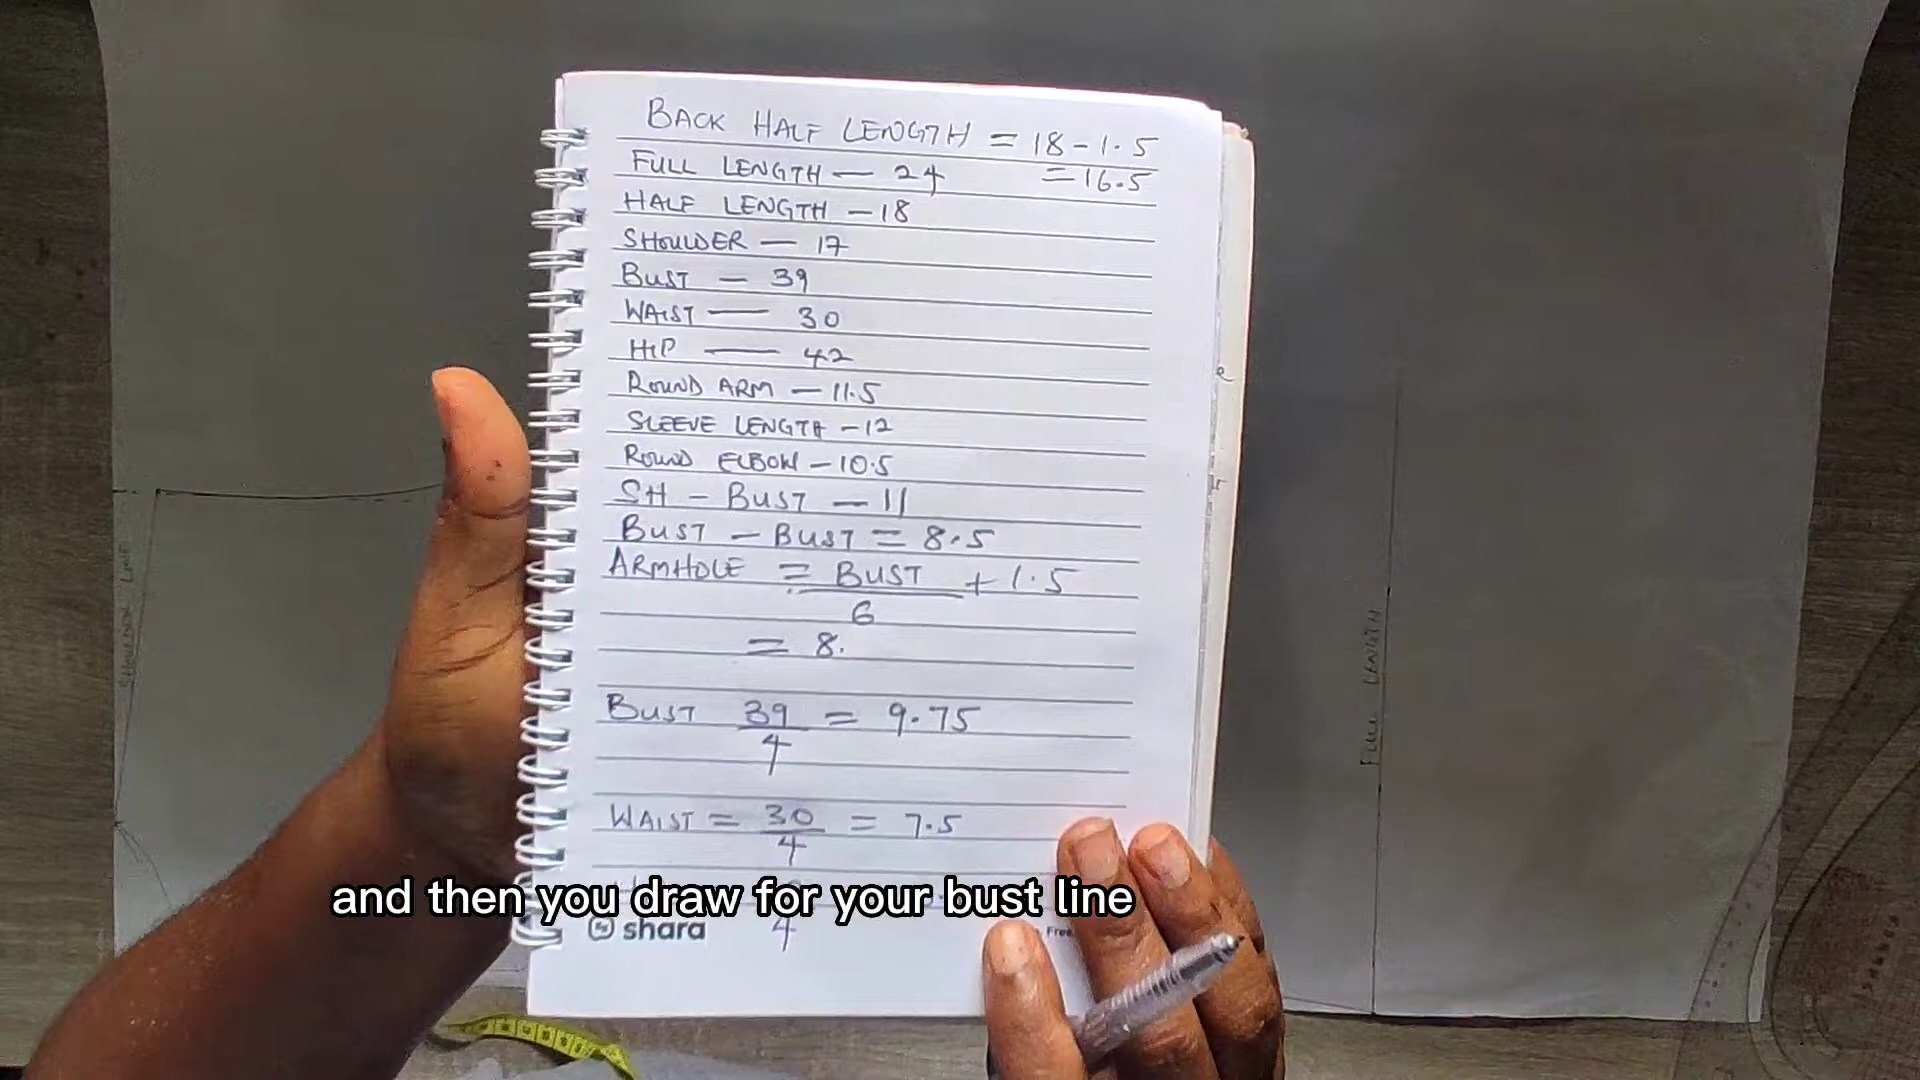 BACK HALF LENGTH = 18 - 1.5
FULL LENGTH — 24 = 16.5
HALF LENGTH - 18
SHOULDER — 17
BUST — 39
WAIST — 30
HIP — 42
ROUND ARM — 11.5
SLEEVE LENGTH - 12
ROUND ELBOW - 10.5
SH - BUST — 11
BUST - BUST = 8.5
ARMHOLE = BUST + 1.5
6
= 8.
BUST 39 = 9.75
4
WAIST = 30 = 7.5
4
and then you draw for your bust line
shara
4
Free
FULL LENGTH